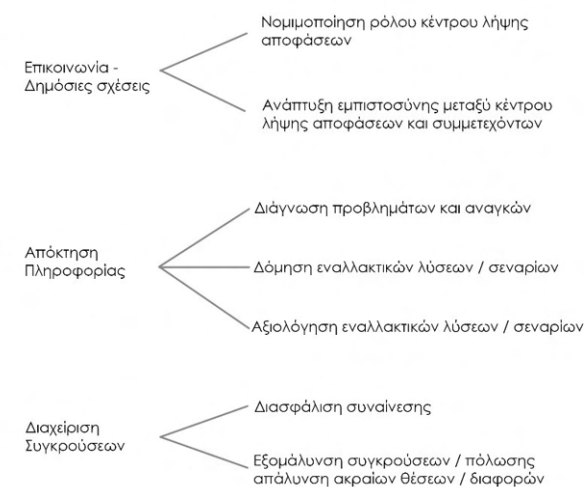 Νομιμοποίηση ρόλου κέντρου λήψης
αποφάσεων
Επικοινωνία -
Δημόσιες σχέσεις
Ανάπτυξη εμπιστοσύνης μεταξύ κέντρου
λήψης αποφάσεων και συμμετεχόντων
Διάγνωση προβλημάτων και αναγκών
Απόκτηση
Πληροφορίας
Δόμηση εναλλακτικών λύσεων / σεναρίων
Αξιολόγηση εναλλακτικών λύσεων / σεναρίων
Διασφάλιση συναίνεσης
Διαχείριση
Συγκρούσεων
Εξομάλυνση συγκρούσεων / πόλωσης
απάλυνση ακραίων θέσεων / διαφορών